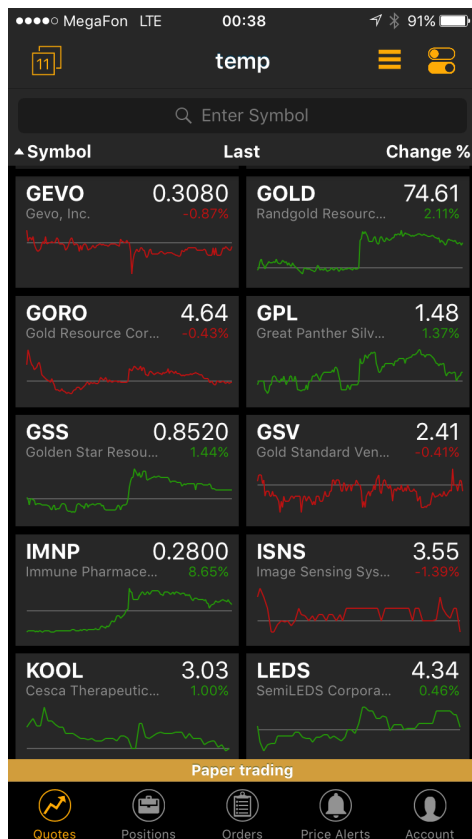 MegaFon LTE 00:38 91%
11 temp
Enter Symbol
Symbol Last Change %
GEVO 0.3080
Gevo, Inc. -0.87%
GOLD 74.61
Randgold Resourc... 2.11%
GORO 4.64
Gold Resource Cor... -0.43%
GPL 1.48
Great Panther Silv... 1.37%
GSS 0.8520
Golden Star Resou... 1.44%
GSV 2.41
Gold Standard Ven... -0.41%
IMNP 0.2800
Immune Pharmace... 8.65%
ISNS 3.55
Image Sensing Sys... -1.39%
KOOL 3.03
Cesca Therapeutic... 1.00%
LEDS 4.34
SemiLEDS Corpora... 0.46%
Paper trading
Quotes Positions Orders Price Alerts Account